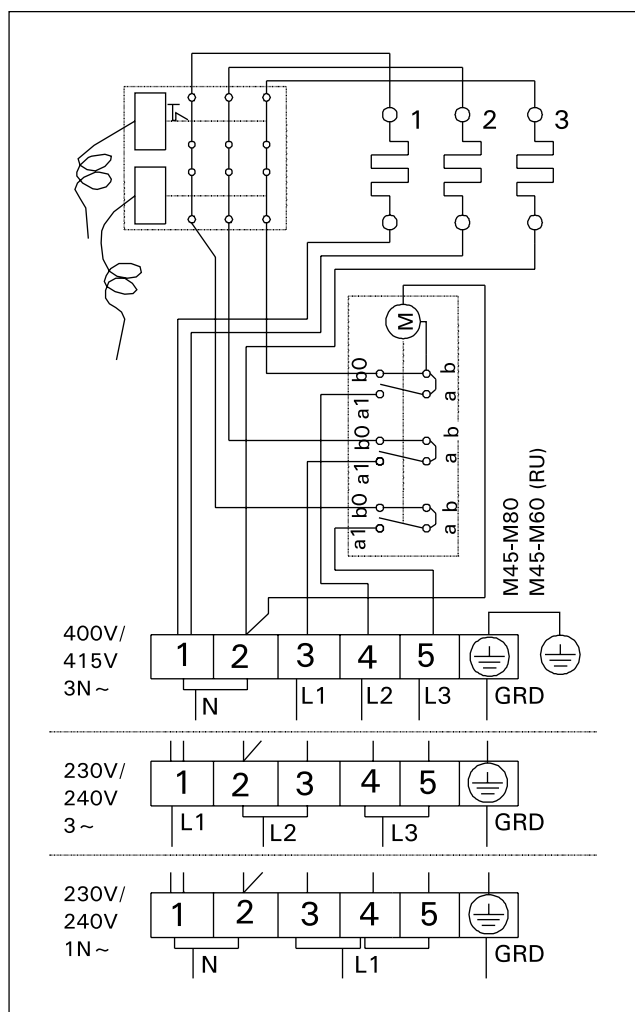 1 2 3
M
b0 b
a1 a
b0 b
a1 a
b0 b
a1 a
M45-M80
M45-M60 (RU)
400V/
415V
3N~
1 2 3 4 5
N L1 L2 L3 GRD
230V/
240V
3~
1 2 3 4 5
L1 L2 L3 GRD
230V/
240V
1N~
1 2 3 4 5
N L1 GRD